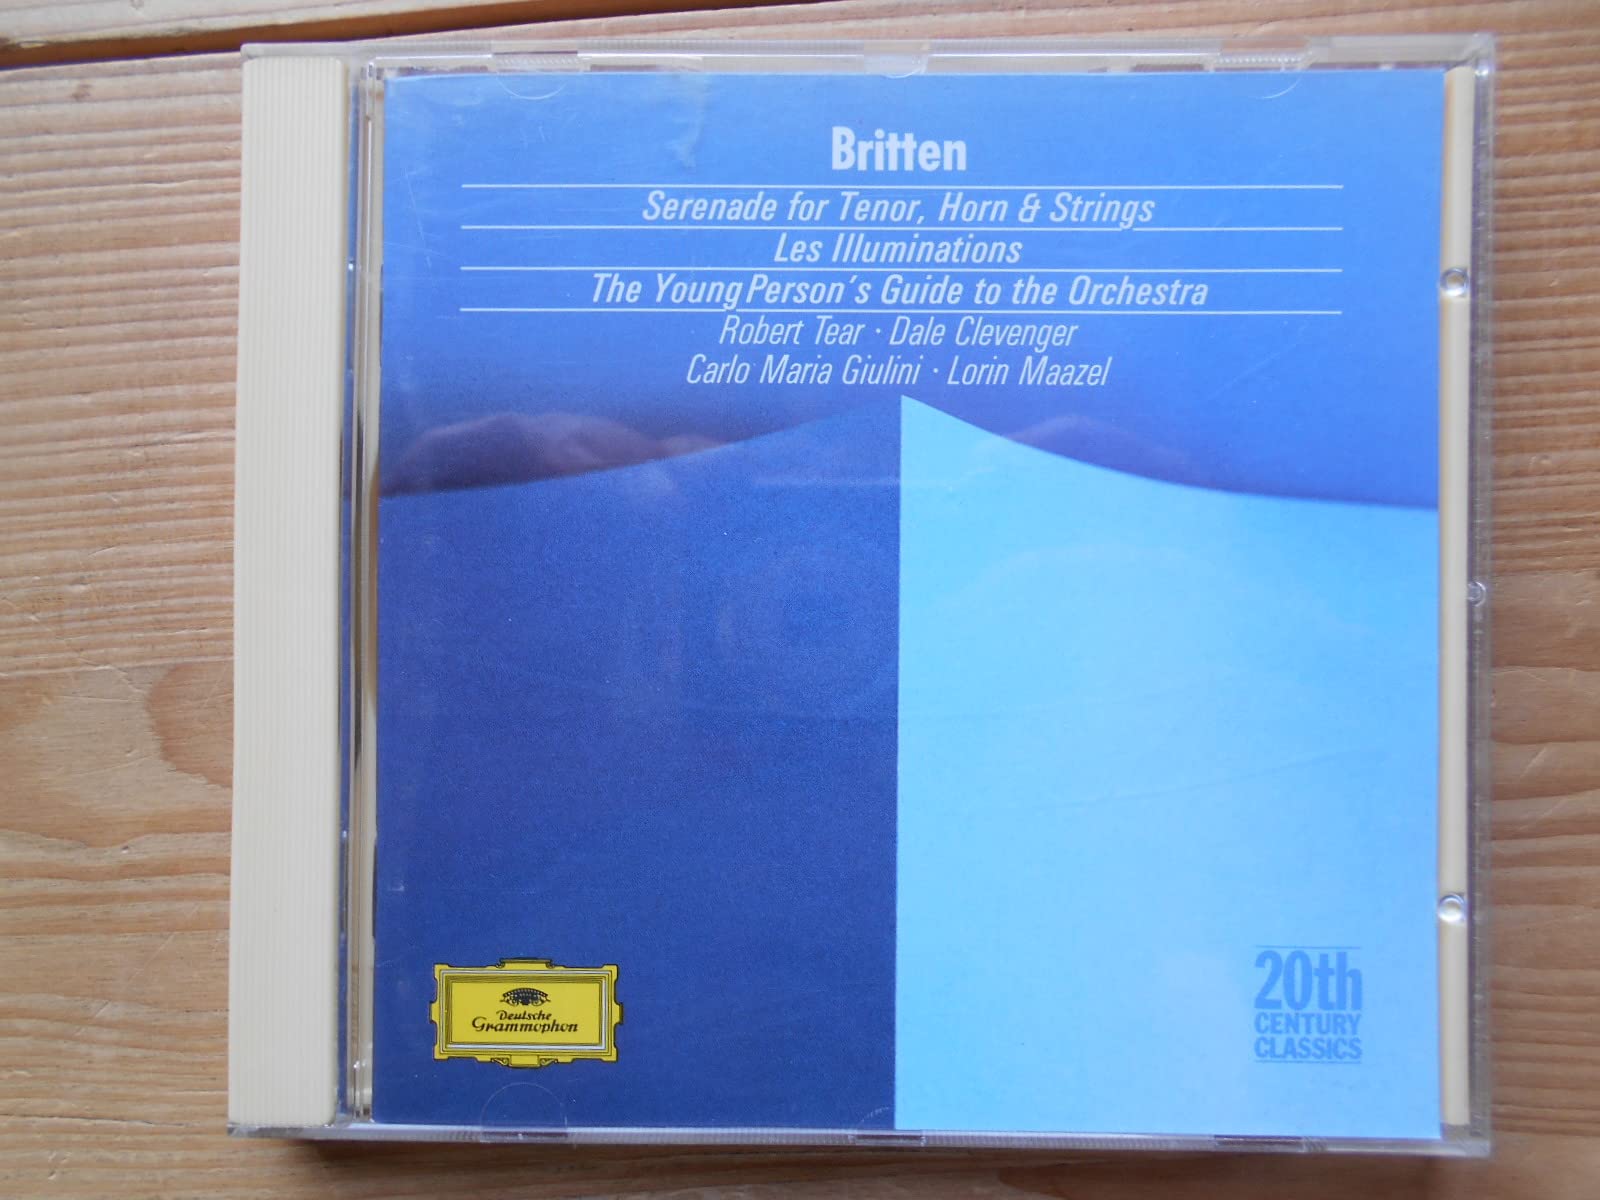 Britten
Serenade for Tenor, Horn & Strings
Les Illuminations
The Young Person's Guide to the Orchestra
Robert Tear · Dale Clevenger
Carlo Maria Giulini · Lorin Maazel
Deutsche
Grammophon
20th
CENTURY
CLASSICS